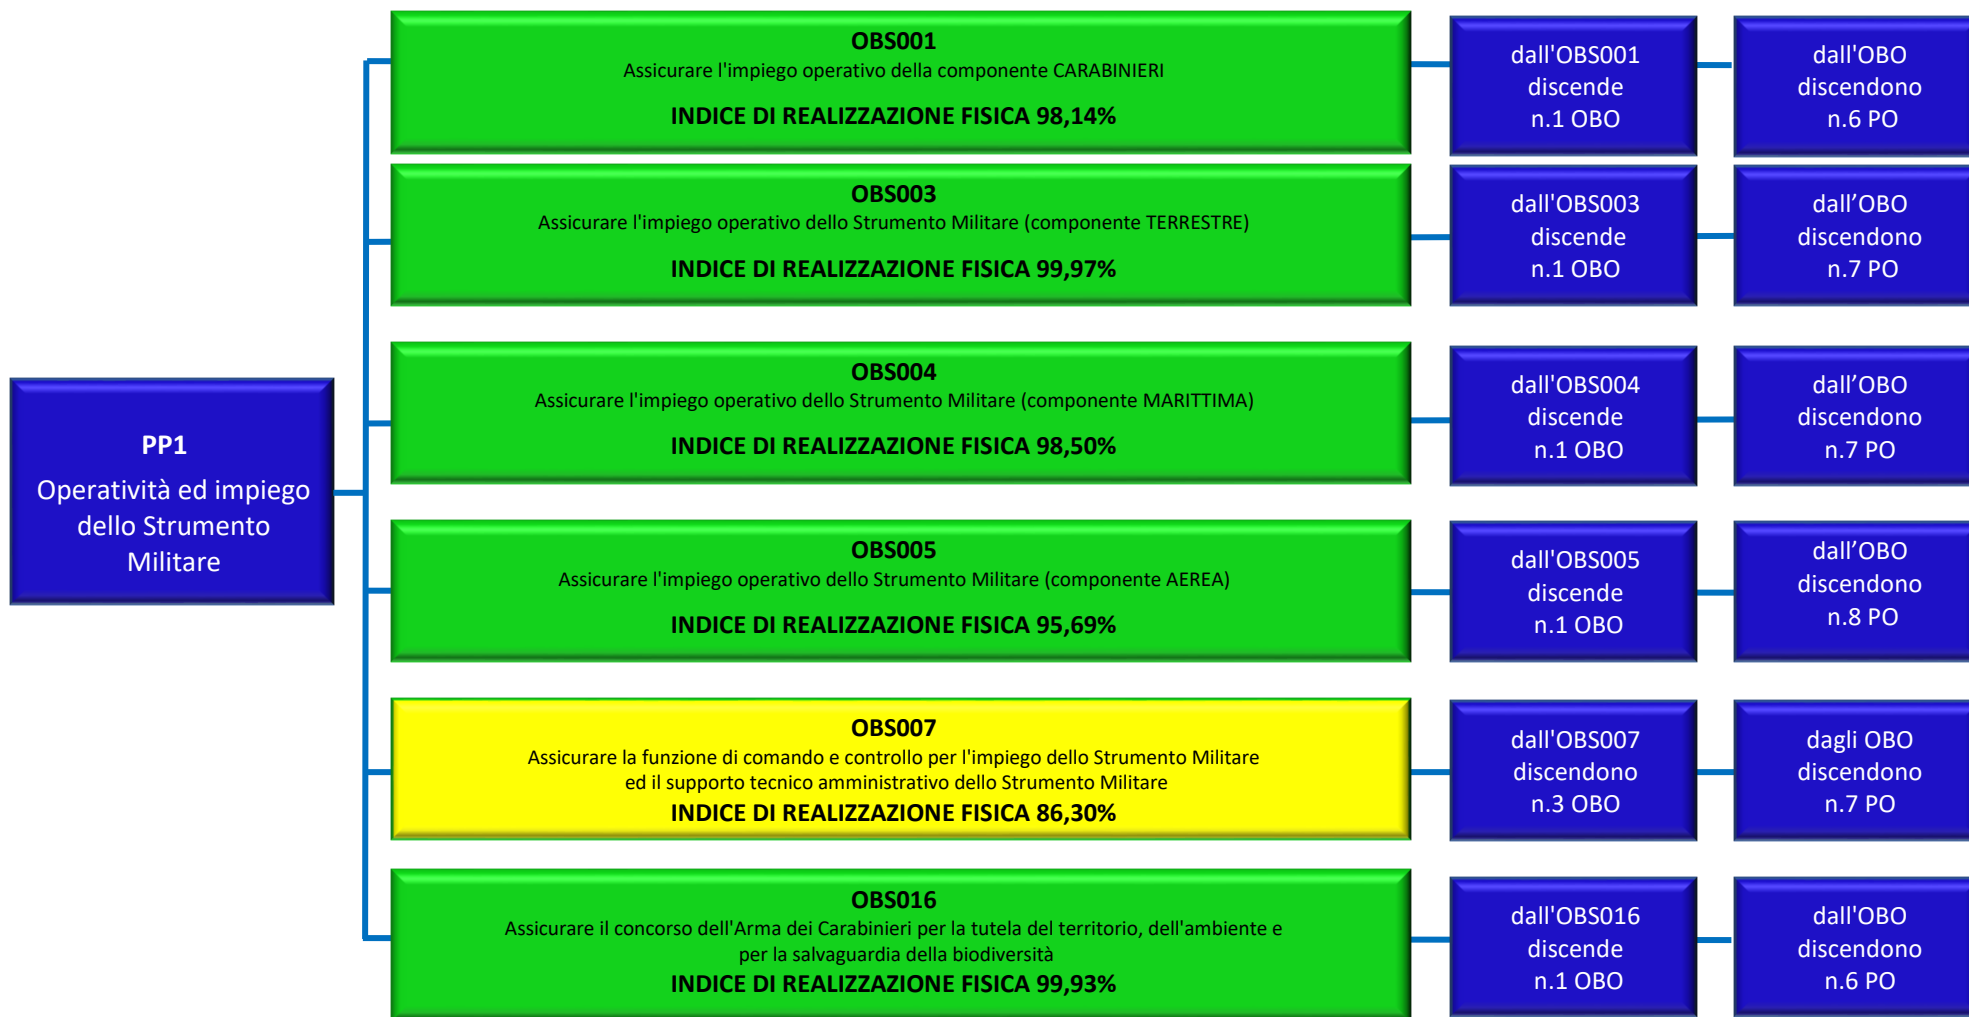 PP1
Operatività ed impiego
dello Strumento
Militare
OBS001
Assicurare l'impiego operativo della componente CARABINIERI
INDICE DI REALIZZAZIONE FISICA 98,14%
dall'OBS001
discende
n.1 OBO
dall'OBO
discendono
n.6 PO
OBS003
Assicurare l'impiego operativo dello Strumento Militare (componente TERRESTRE)
INDICE DI REALIZZAZIONE FISICA 99,97%
dall'OBS003
discende
n.1 OBO
dall’OBO
discendono
n.7 PO
OBS004
Assicurare l'impiego operativo dello Strumento Militare (componente MARITTIMA)
INDICE DI REALIZZAZIONE FISICA 98,50%
dall'OBS004
discende
n.1 OBO
dall’OBO
discendono
n.7 PO
OBS005
Assicurare l'impiego operativo dello Strumento Militare (componente AEREA)
INDICE DI REALIZZAZIONE FISICA 95,69%
dall'OBS005
discende
n.1 OBO
dall’OBO
discendono
n.8 PO
OBS007
Assicurare la funzione di comando e controllo per l'impiego dello Strumento Militare
ed il supporto tecnico amministrativo dello Strumento Militare
INDICE DI REALIZZAZIONE FISICA 86,30%
dall'OBS007
discendono
n.3 OBO
dagli OBO
discendono
n.7 PO
OBS016
Assicurare il concorso dell'Arma dei Carabinieri per la tutela del territorio, dell'ambiente e
per la salvaguardia della biodiversità
INDICE DI REALIZZAZIONE FISICA 99,93%
dall'OBS016
discende
n.1 OBO
dall'OBO
discendono
n.6 PO